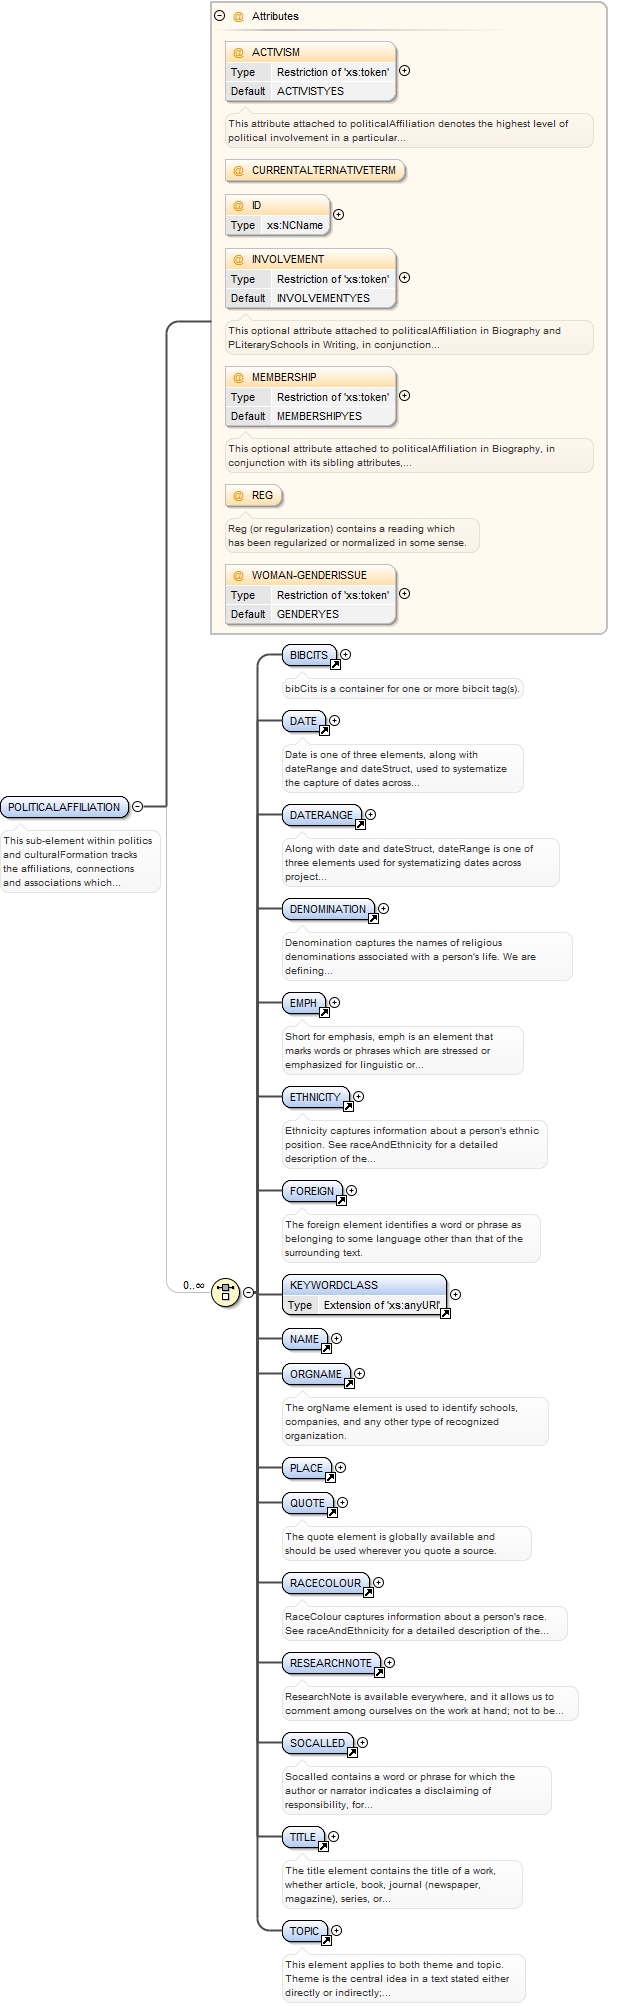 Attributes
@ ACTIVISM
Type Restriction of 'xs:token'
Default ACTIVISTYES
This attribute attached to politicalAffiliation denotes the highest level of
political involvement in a particular...
@ CURRENTALTERNATIVETERM
@ ID
Type xs:NCName
@ INVOLVEMENT
Type Restriction of 'xs:token'
Default INVOLVEMENTYES
This optional attribute attached to politicalAffiliation in Biography and
PLiterarySchools in Writing, in conjunction...
@ MEMBERSHIP
Type Restriction of 'xs:token'
Default MEMBERSHIPYES
This optional attribute attached to politicalAffiliation in Biography, in
conjunction with its sibling attributes,...
@ REG
Reg (or regularization) contains a reading which
has been regularized or normalized in some sense.
@ WOMAN-GENDERISSUE
Type Restriction of 'xs:token'
Default GENDERYES
POLITICALAFFILIATION
This sub-element within politics
and culturalFormation tracks
the affiliations, connections
and associations which...
0..∞
BIBCITS
bibCits is a container for one or more bibcit tag(s).
DATE
Date is one of three elements, along with
dateRange and dateStruct, used to systematize
the capture of dates across...
DATERANGE
Along with date and dateStruct, dateRange is one of
three elements used for systematizing dates across
project...
DENOMINATION
Denomination captures the names of religious
denominations associated with a person's life. We are
defining...
EMPH
Short for emphasis, emph is an element that
marks words or phrases which are stressed or
emphasized for linguistic or...
ETHNICITY
Ethnicity captures information about a person's ethnic
position. See raceAndEthnicity for a detailed
description of the...
FOREIGN
The foreign element identifies a word or phrase as
belonging to some language other than that of the
surrounding text.
KEYWORDCLASS
Type Extension of 'xs:anyURI'
NAME
ORGNAME
The orgName element is used to identify schools,
companies, and any other type of recognized
organization.
PLACE
QUOTE
The quote element is globally available and
should be used wherever you quote a source.
RACECOLOUR
RaceColour captures information about a person's race.
See raceAndEthnicity for a detailed description of the...
RESEARCHNOTE
ResearchNote is available everywhere, and it allows us to
comment among ourselves on the work at hand; not to be...
SOCALLED
Socalled contains a word or phrase for which the
author or narrator indicates a disclaiming of
responsibility, for...
TITLE
The title element contains the title of a work,
whether article, book, journal (newspaper,
magazine), series, or...
TOPIC
This element applies to both theme and topic.
Theme is the central idea in a text stated either
directly or indirectly;...